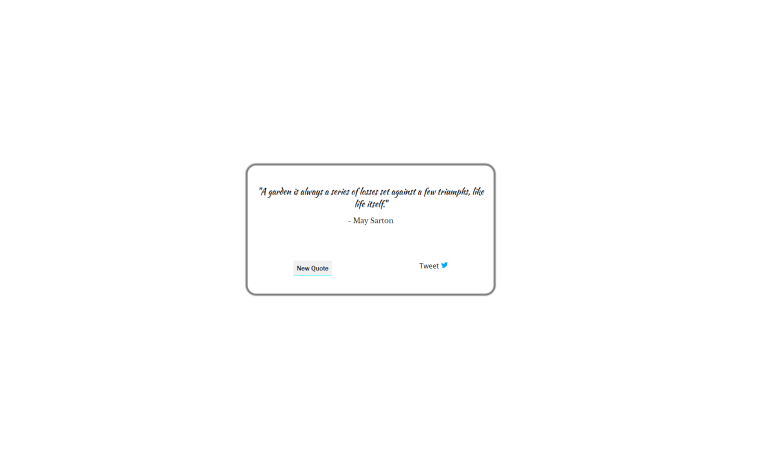 "A garden is always a series of losses set against a few triumphs, like
life itself."
- May Sarton
New Quote
Tweet